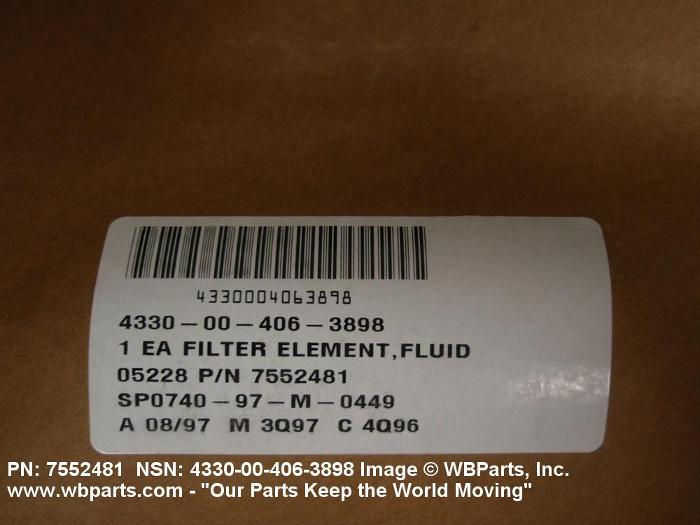 4330004063898
4330-00-406-3898
1 EA FILTER ELEMENT,FLUID
05228 P/N 7552481
SP0740-97-M-0449
A 08/97 M 3Q97 C 4Q96
PN: 7552481 NSN: 4330-00-406-3898 Image © WBParts, Inc.
www.wbparts.com - "Our Parts Keep the World Moving"